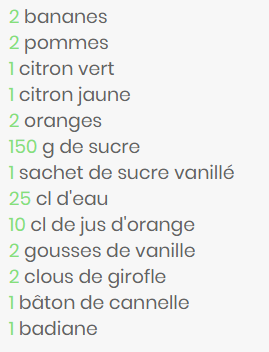 2 bananes
2 pommes
1 citron vert
1 citron jaune
2 oranges
150 g de sucre
1 sachet de sucre vanillé
25 cl d'eau
10 cl de jus d'orange
2 gousses de vanille
2 clous de girofle
1 bâton de cannelle
1 badiane